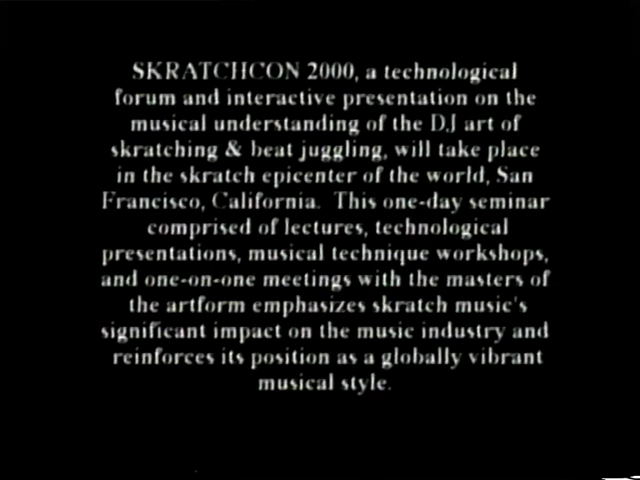 SKRATCHCON 2000, a technological
forum and interactive presentation on the
musical understanding of the DJ art of
skratching & beat juggling, will take place
in the skratch epicenter of the world, San
Francisco, California.  This one-day seminar
comprised of lectures, technological
presentations, musical technique workshops,
and one-on-one meetings with the masters of
the artform emphasizes skratch music's
significant impact on the music industry and
reinforces its position as a globally vibrant
musical style.